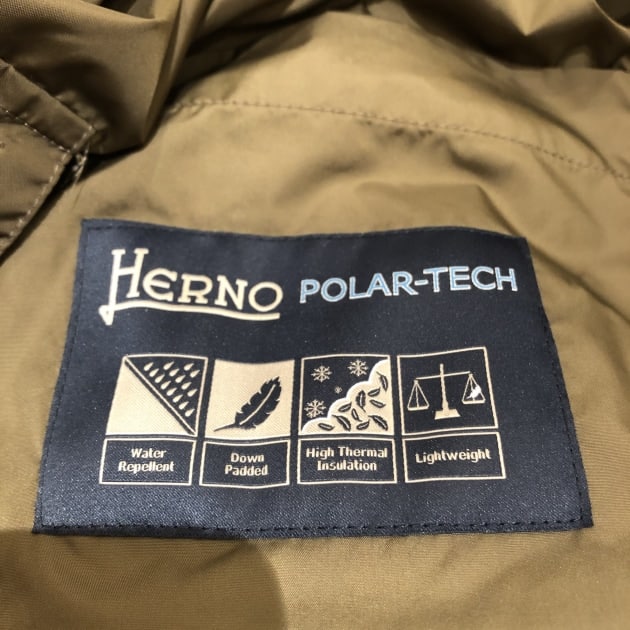 HERNO POLAR-TECH
Water
Repellent
Down
Padded
High Thermal
Insulation
Lightweight